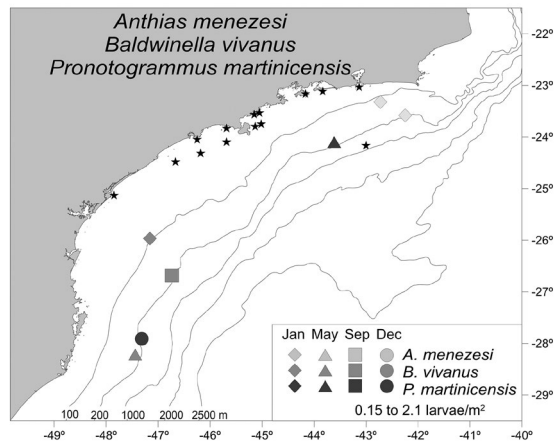 Anthias menezesi
Baldwinella vivanus
Pronotogrammus martinicensis
-22°
-23°
-24°
-25°
-26°
-27°
-28°
-29°
Jan May Sep Dec
A. menezesi
B. vivanus
P. martinicensis
0.15 to 2.1 larvae/m²
100 200 1000 2000 2500 m
-49° -48° -47° -46° -45° -44° -43° -42° -41° -40°